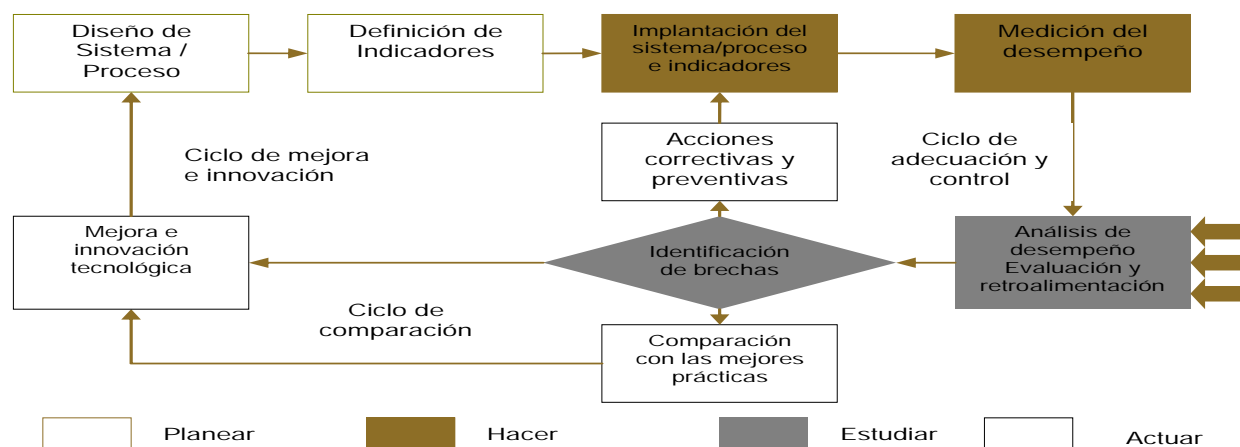 Diseño de
Sistema /
Proceso
Definición de
Indicadores
Implantación del
sistema/proceso
e indicadores
Medición del
desempeño
Ciclo de mejora
e innovación
Acciones
correctivas y
preventivas
Ciclo de
adecuación y
control
Mejora e
innovación
tecnológica
Identificación
de brechas
Análisis de
desempeño
Evaluación y
retroalimentación
Ciclo de
comparación
Comparación
con las mejores
prácticas
Planear
Hacer
Estudiar
Actuar